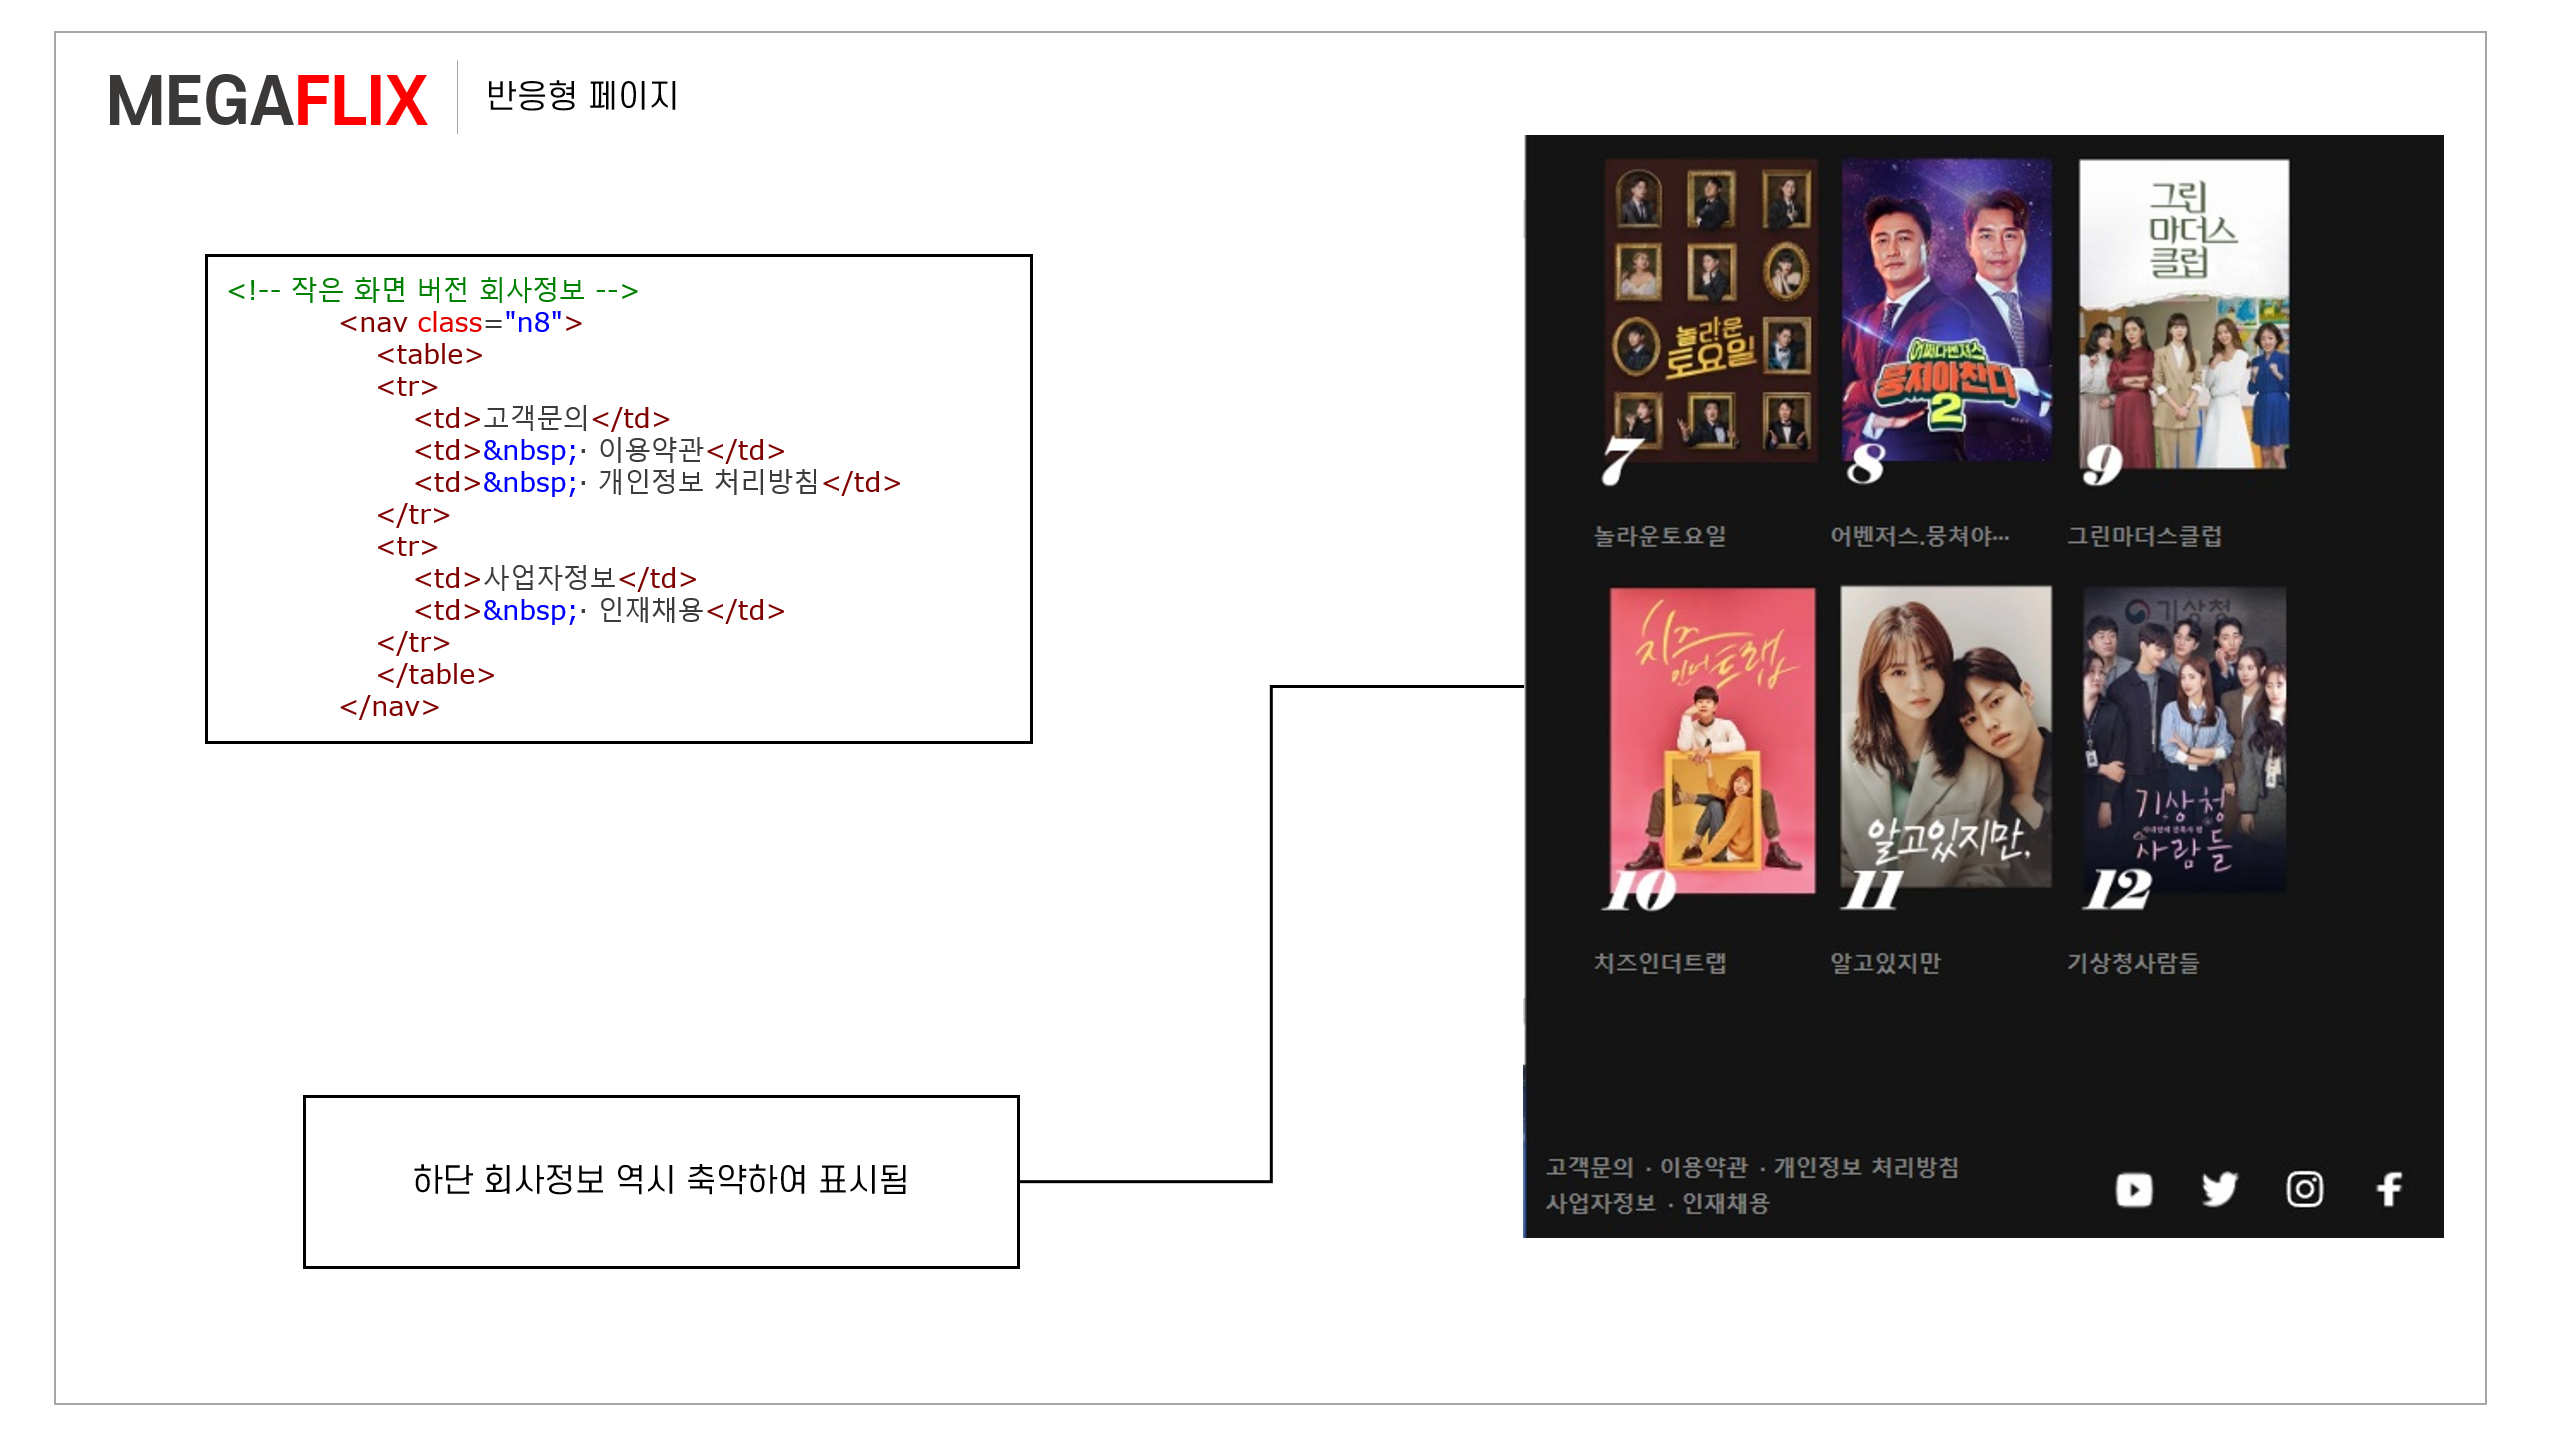 MEGAFLIX
반응형 페이지
<!-- 작은 화면 버전 회사정보 -->
<nav class="n8">
<table>
<tr>
<td>고객문의</td>
<td>&nbsp;· 이용약관</td>
<td>&nbsp;· 개인정보 처리방침</td>
</tr>
<tr>
<td>사업자정보</td>
<td>&nbsp;· 인재채용</td>
</tr>
</table>
</nav>
하단 회사정보 역시 축약하여 표시됨
놀라운
토요일
7
어쩌다벤져스
뭉쳐야찬다
2
8
그린
마더스
클럽
9
놀라운토요일
어벤저스.뭉쳐야···
그린마더스클럽
치즈
인더트랩
10
알고있지만,
11
기상청
기상청
사람들
12
치즈인더트랩
알고있지만
기상청사람들
고객문의 · 이용약관 · 개인정보 처리방침
사업자정보 · 인재채용